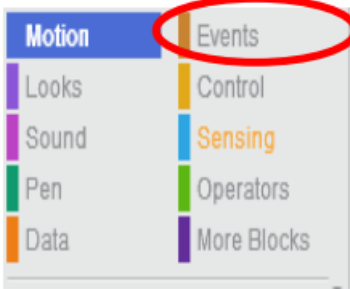 Motion Events
Looks Control
Sound Sensing
Pen Operators
Data More Blocks